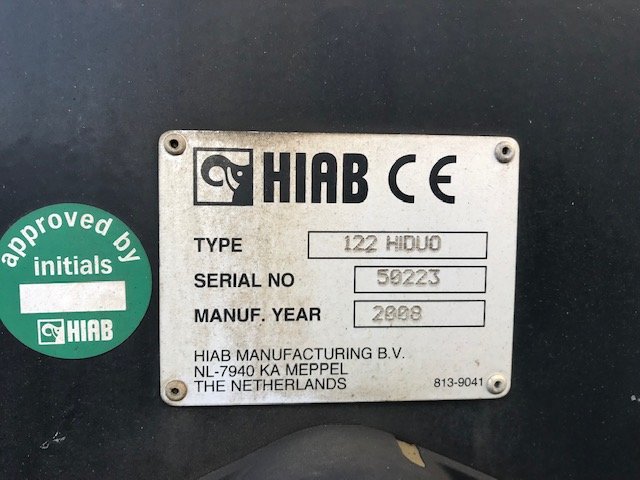 HIAB CE
TYPE 122 HIDUO
SERIAL NO 50223
MANUF. YEAR 2008
HIAB MANUFACTURING B.V.
NL-7940 KA MEPPEL
THE NETHERLANDS 813-9041
approved by
initials
HIAB